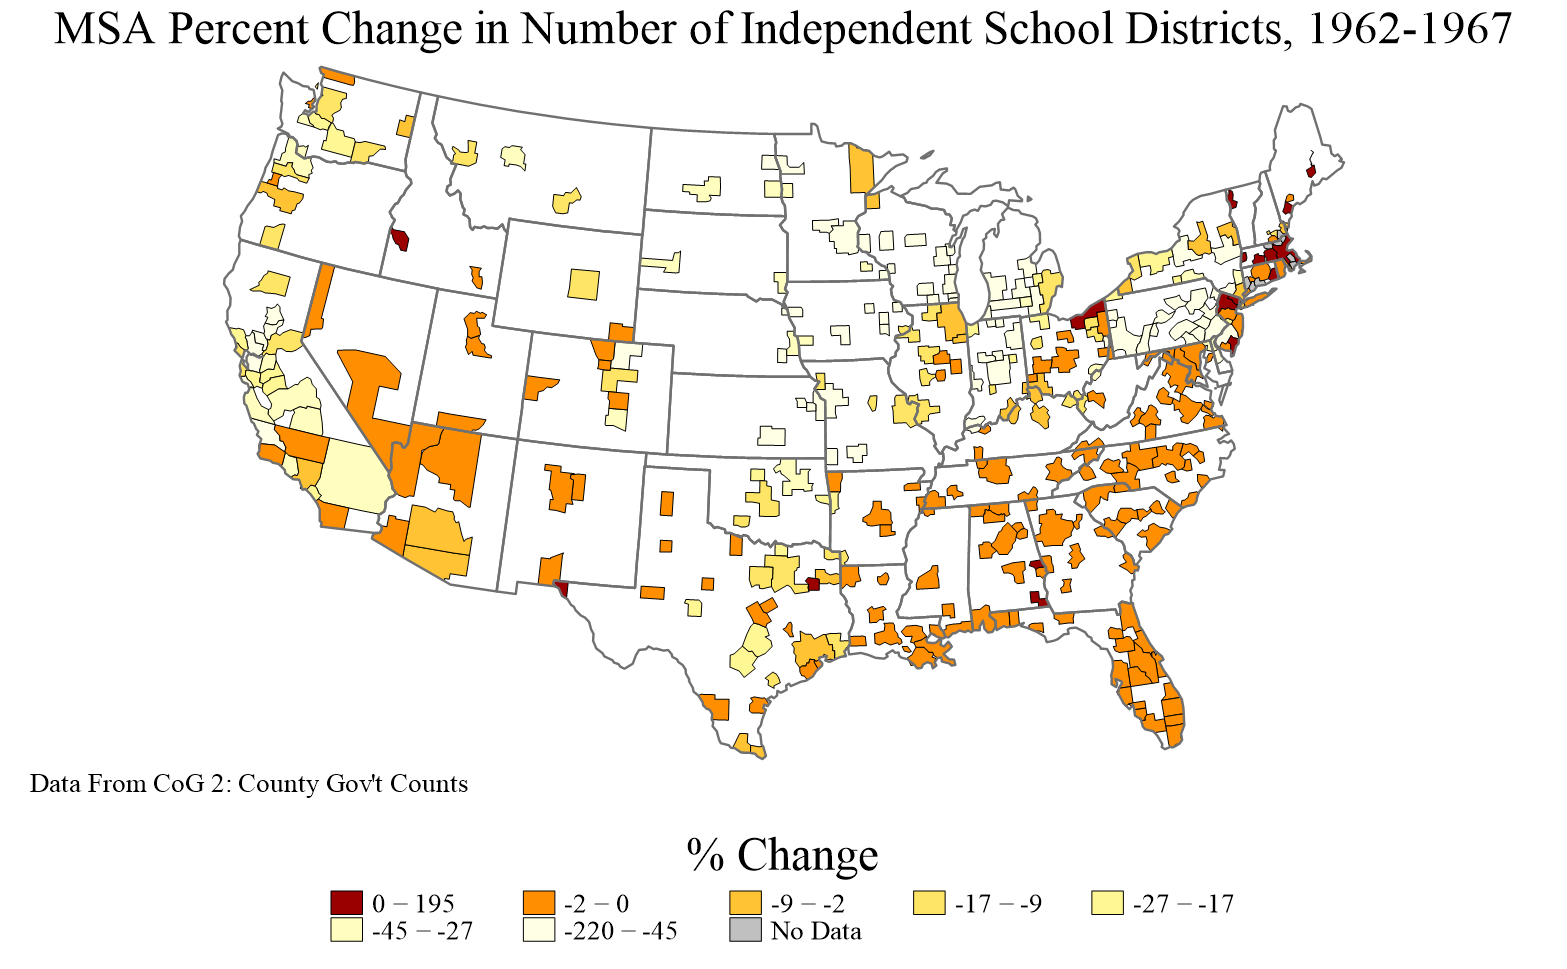 MSA Percent Change in Number of Independent School Districts, 1962-1967
Data From CoG 2: County Gov't Counts
% Change
0 − 195
-2 − 0
-9 − -2
-17 − -9
-27 − -17
-45 − -27
-220 − -45
No Data